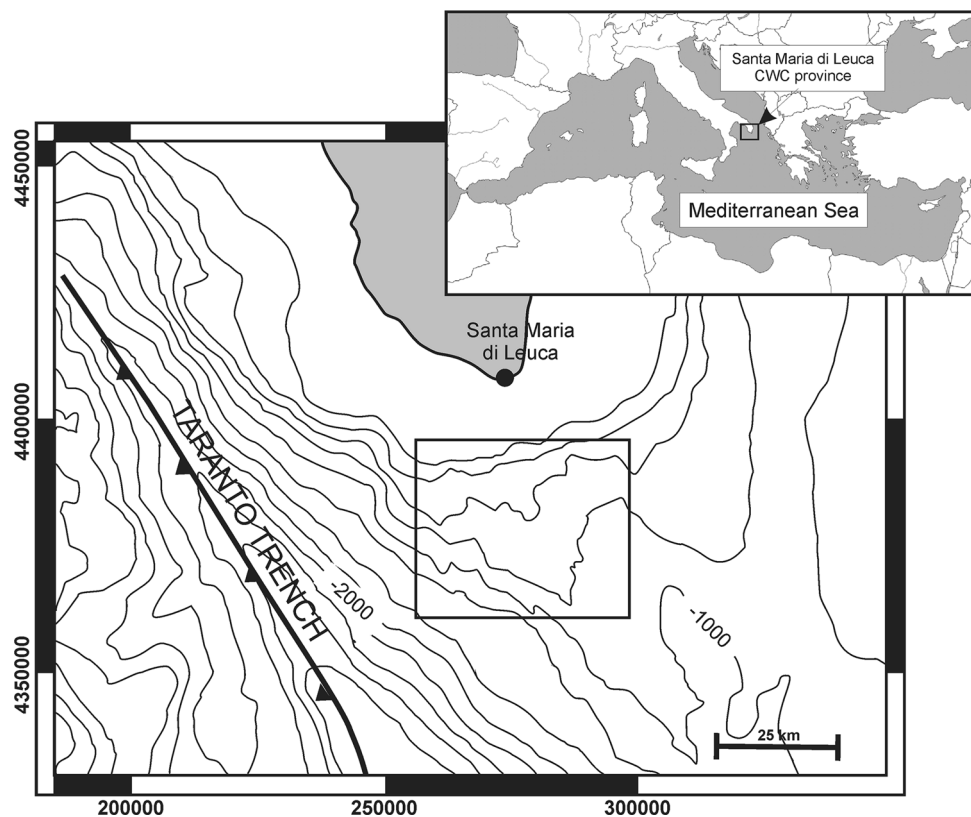 Santa Maria di Leuca
CWC province
Mediterranean Sea
4450000
4400000
4350000
Santa Maria
di Leuca
TARANTO TRENCH
-2000
-1000
25 km
200000
250000
300000